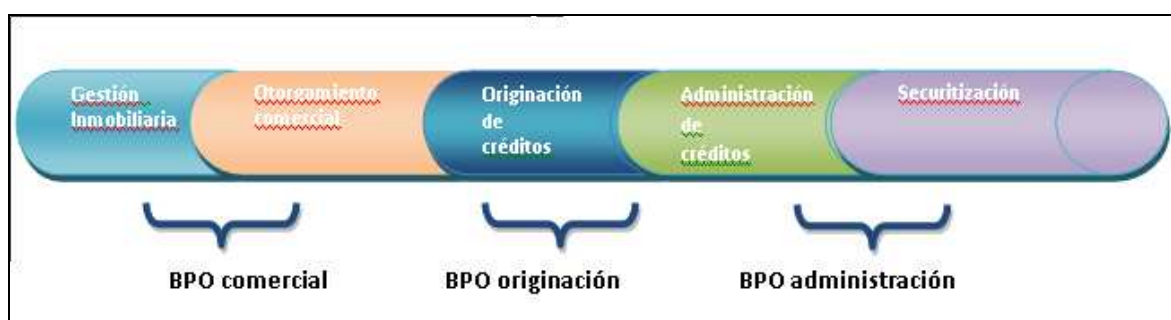 Gestión
Inmobiliaria
Otorgamiento
comercial
Originación
de
créditos
Administración
de
créditos
Securitización
BPO comercial
BPO originación
BPO administración